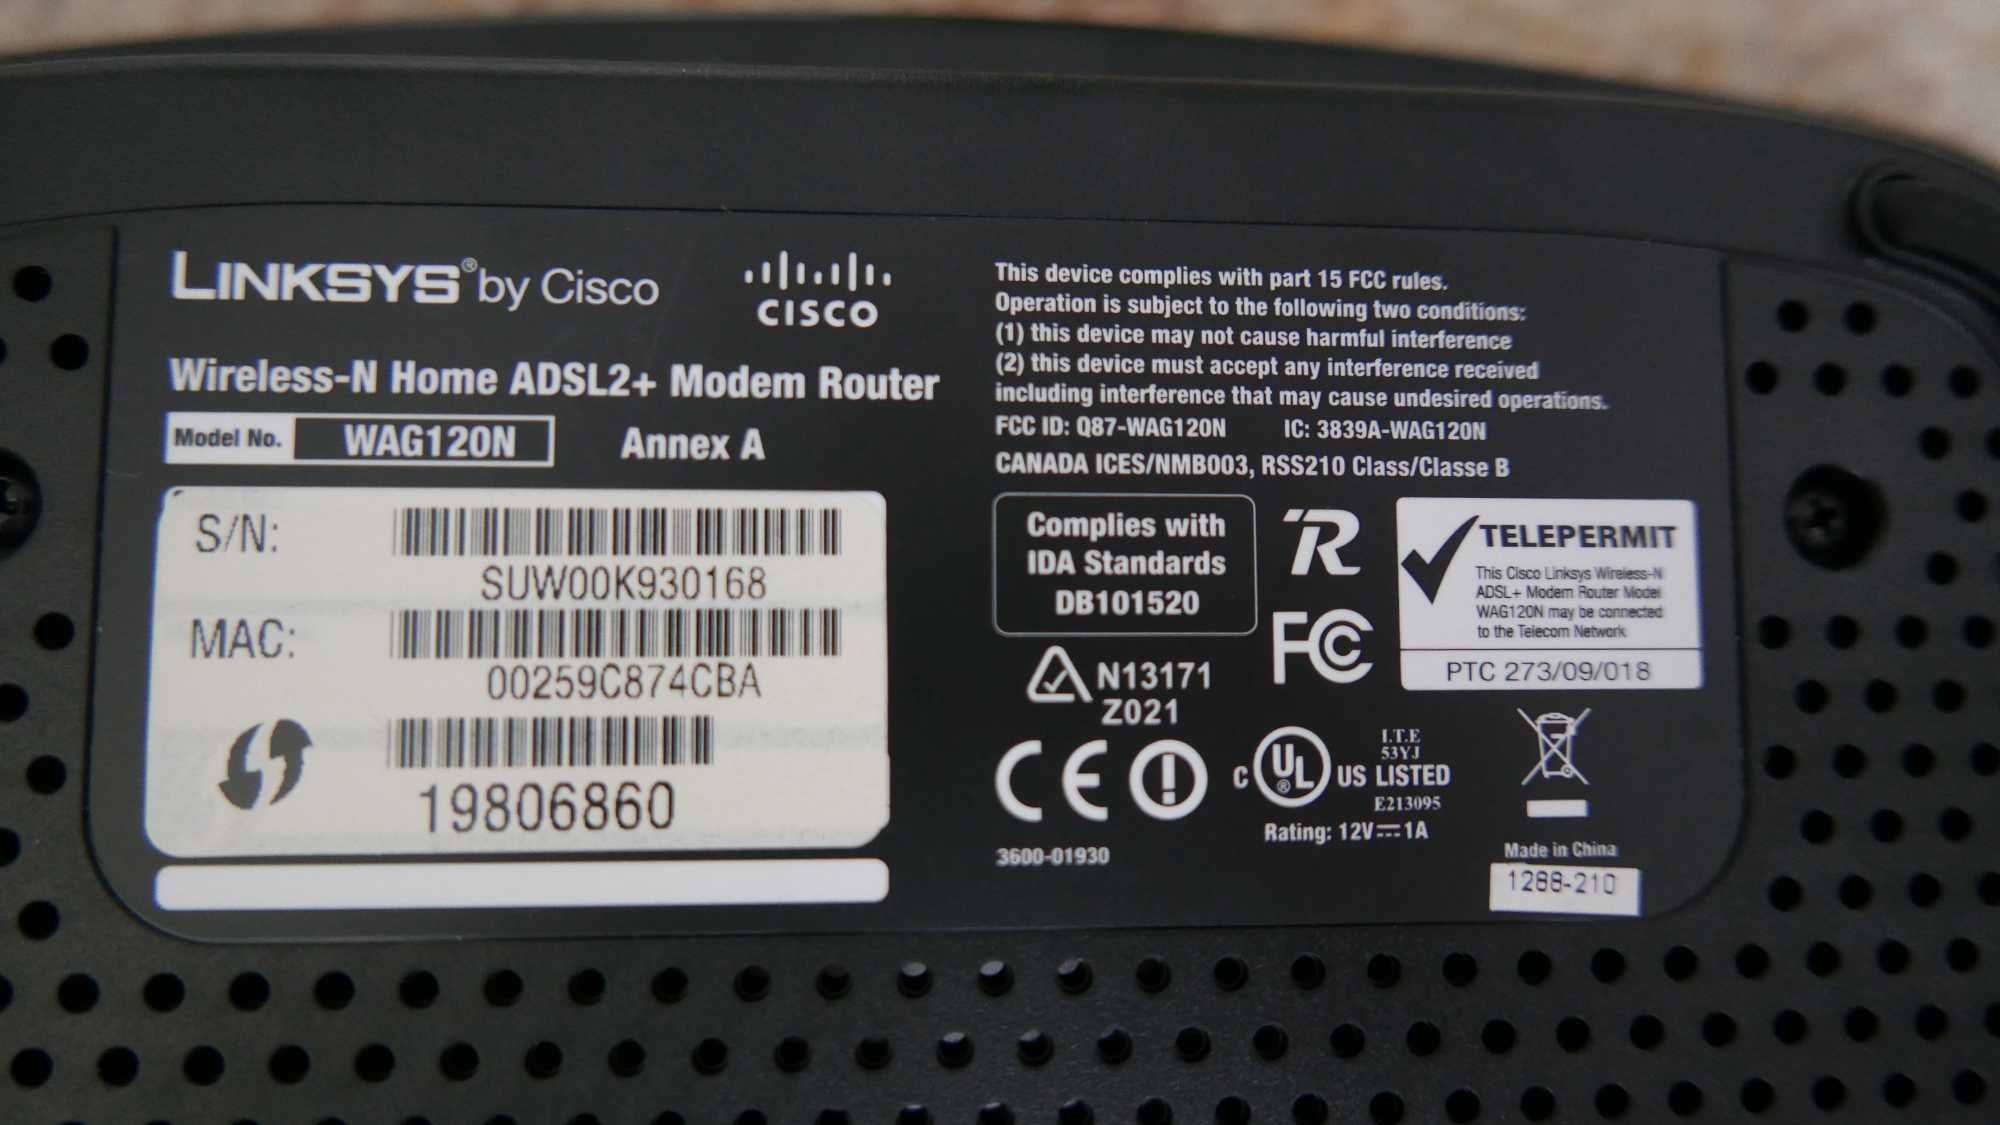 LINKSYS® by Cisco
CISCO
Wireless-N Home ADSL2+ Modem Router
Model No. WAG120N Annex A
S/N:
SUW00K930168
MAC:
00259C874CBA
19806860
This device complies with part 15 FCC rules.
Operation is subject to the following two conditions:
(1) this device may not cause harmful interference
(2) this device must accept any interference received
including interference that may cause undesired operations.
FCC ID: Q87-WAG120N IC: 3839A-WAG120N
CANADA ICES/NMB003, RSS210 Class/Classe B
Complies with
IDA Standards
DB101520
R
FC
TELEPERMIT
This Cisco Linksys Wireless-N
ADSL+ Modem Router Model
WAG120N may be connected
to the Telecom Network
PTC 273/09/018
N13171
Z021
CE
C UL® US LISTED
I.T.E
53YJ
E213095
Rating: 12V⎓1A
3600-01930
Made in China
1288-210